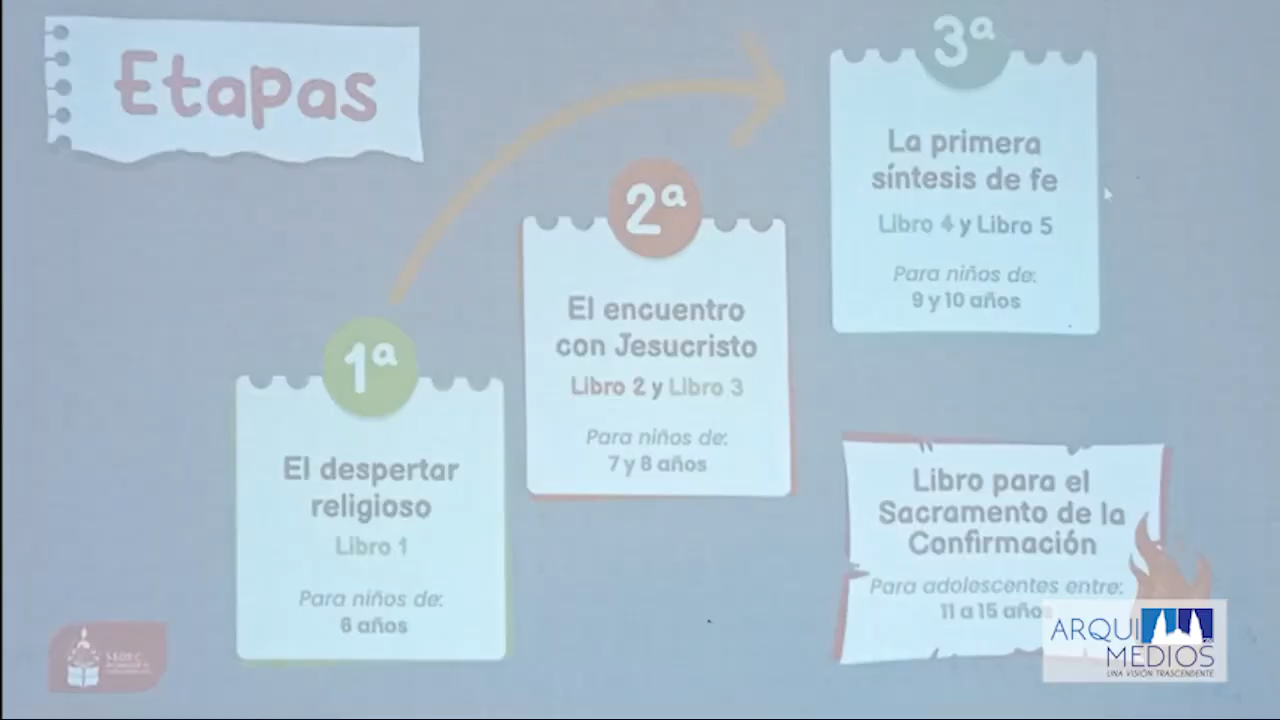 Etapas
1ª
El despertar
religioso
Libro 1
Para niños de:
6 años
2ª
El encuentro
con Jesucristo
Libro 2 y Libro 3
Para niños de:
7 y 8 años
3ª
La primera
síntesis de fe
Libro 4 y Libro 5
Para niños de:
9 y 10 años
Libro para el
Sacramento de la
Confirmación
Para adolescentes entre:
11 a 15 años
ARQUI
MEDIOS
UNA VISIÓN TRASCENDENTE